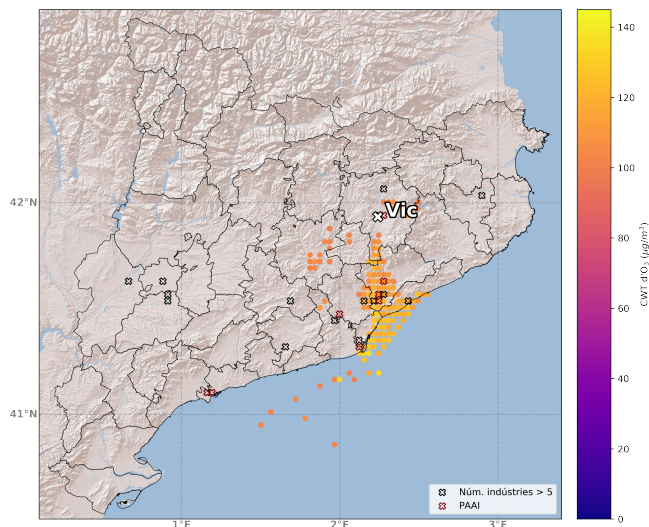 42°N
41°N
1°E
2°E
3°E
Vic
Núm. indústries > 5
PAAI
140
120
100
80
60
40
20
0
CWT d'O₃ (μg/m³)